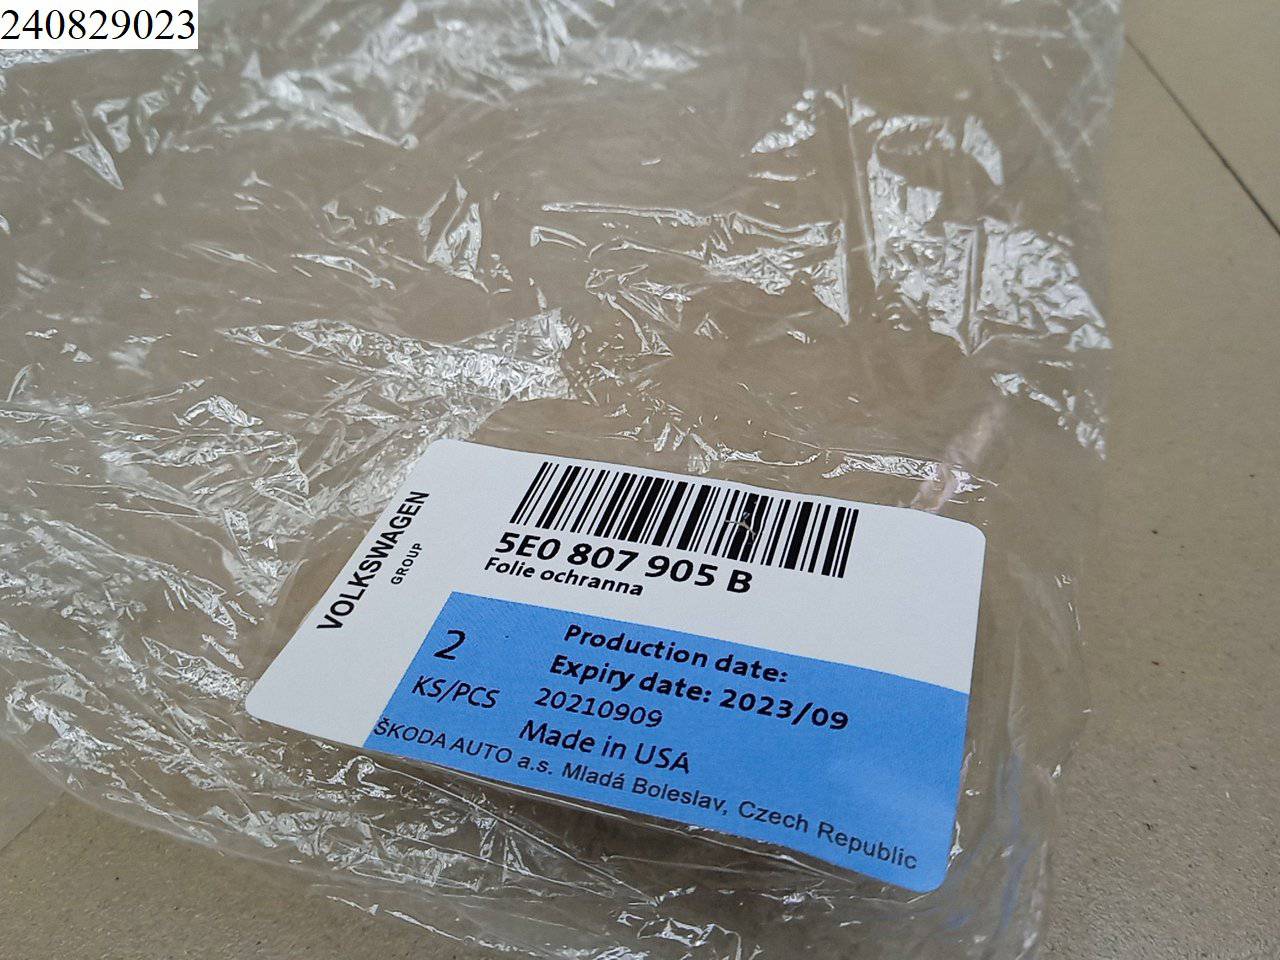 240829023
VOLKSWAGEN
GROUP
5E0 807 905 B
Folie ochranna
2
KS/PCS
Production date:
Expiry date: 2023/09
20210909
Made in USA
ŠKODA AUTO a.s. Mladá Boleslav, Czech Republic